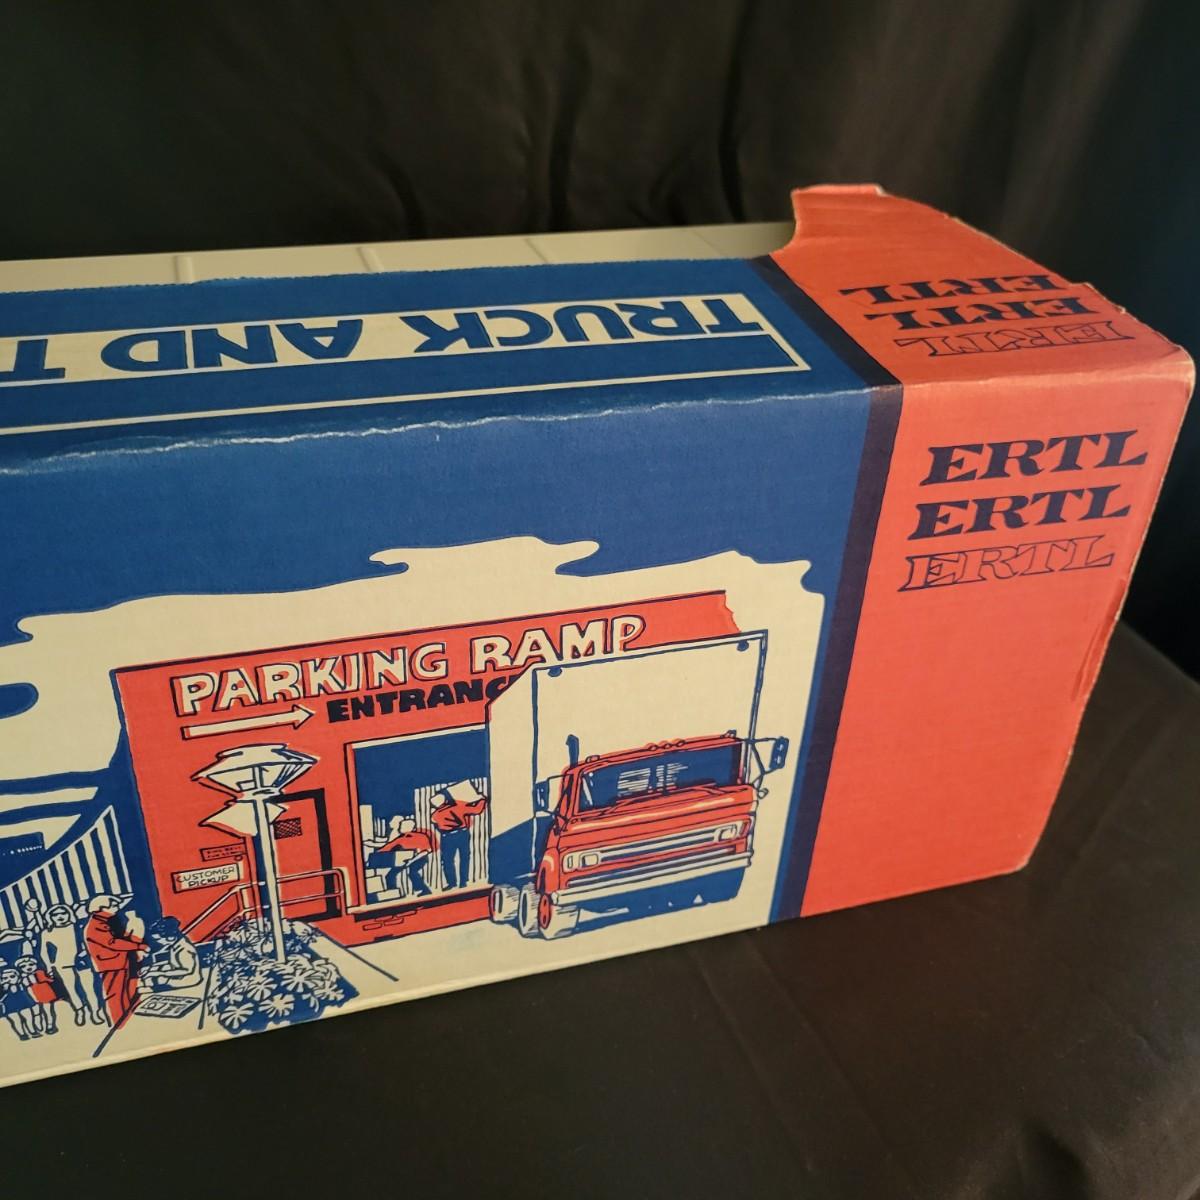 TRUCK AND T
ERTL
ERTL
ERTL
ERTL
ERTL
ERTL
PARKING RAMP
ENTRANC
CUSTOMER
PICKUP